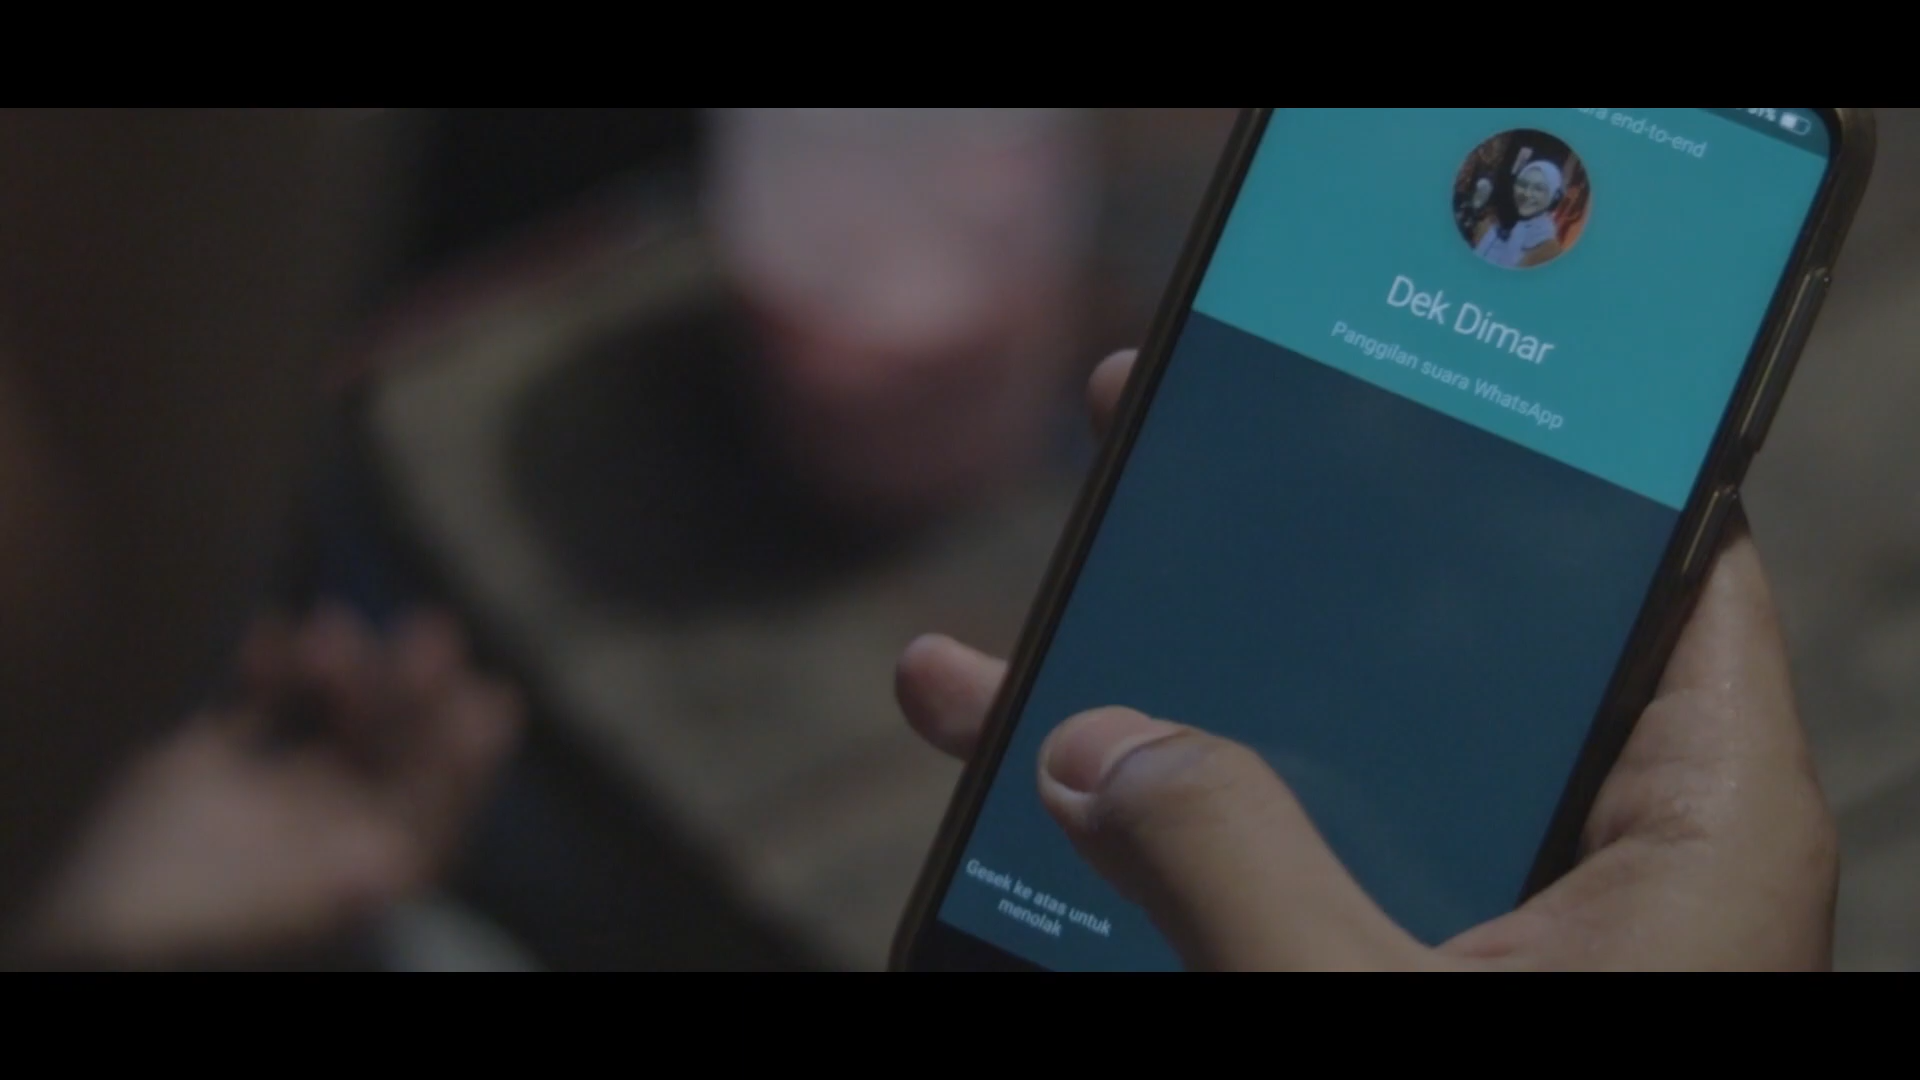 end-to-end
Dek Dimar
Panggilan suara WhatsApp
Gesek ke atas untuk
menolak